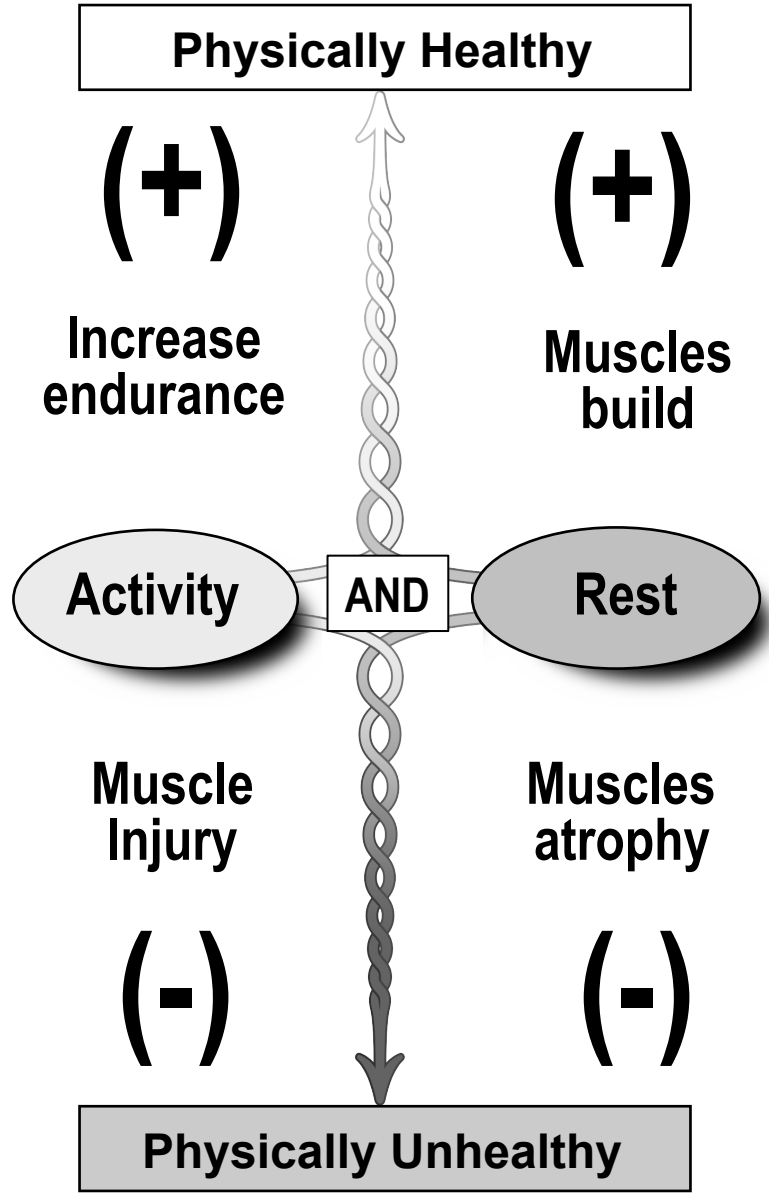 Physically Healthy
(+)
(+)
Increase
endurance
Muscles
build
Activity
AND
Rest
Muscle
Injury
Muscles
atrophy
(-)
(-)
Physically Unhealthy